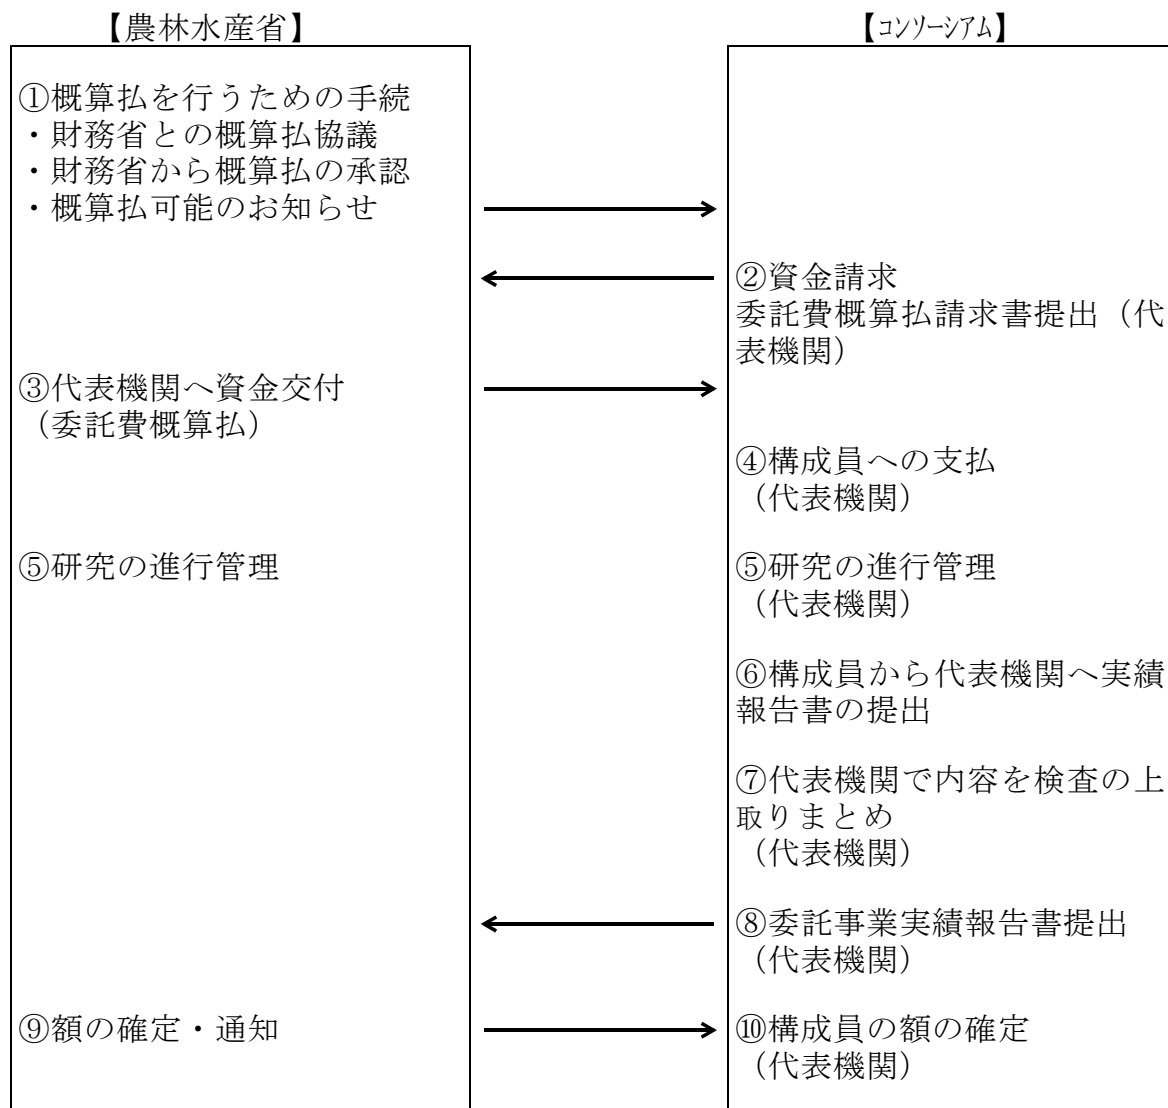 【農林水産省】
【コンソーシアム】
①概算払を行うための手続
・財務省との概算払協議
・財務省から概算払の承認
・概算払可能のお知らせ
②資金請求
委託費概算払請求書提出（代
表機関）
③代表機関へ資金交付
（委託費概算払）
④構成員への支払
（代表機関）
⑤研究の進行管理
⑤研究の進行管理
（代表機関）
⑥構成員から代表機関へ実績
報告書の提出
⑦代表機関で内容を検査の上
取りまとめ
（代表機関）
⑧委託事業実績報告書提出
（代表機関）
⑨額の確定・通知
⑩構成員の額の確定
（代表機関）